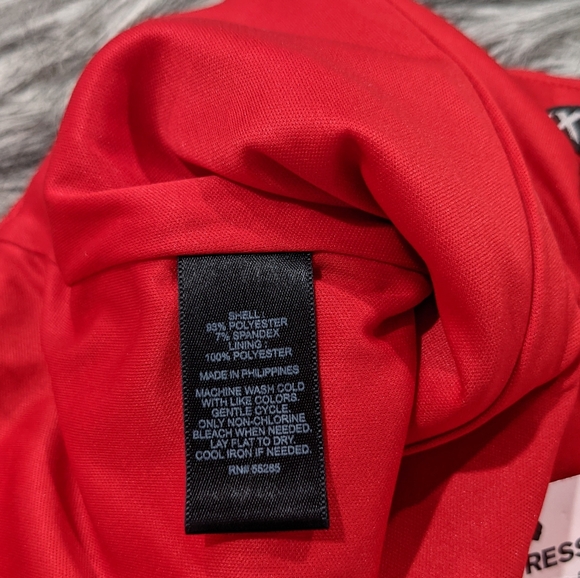 SHELL :
93% POLYESTER
7% SPANDEX
LINING :
100% POLYESTER
MADE IN PHILIPPINES
MACHINE WASH COLD
WITH LIKE COLORS.
GENTLE CYCLE.
ONLY NON-CHLORINE
BLEACH WHEN NEEDED.
LAY FLAT TO DRY.
COOL IRON IF NEEDED.
RN# 55285
RESS